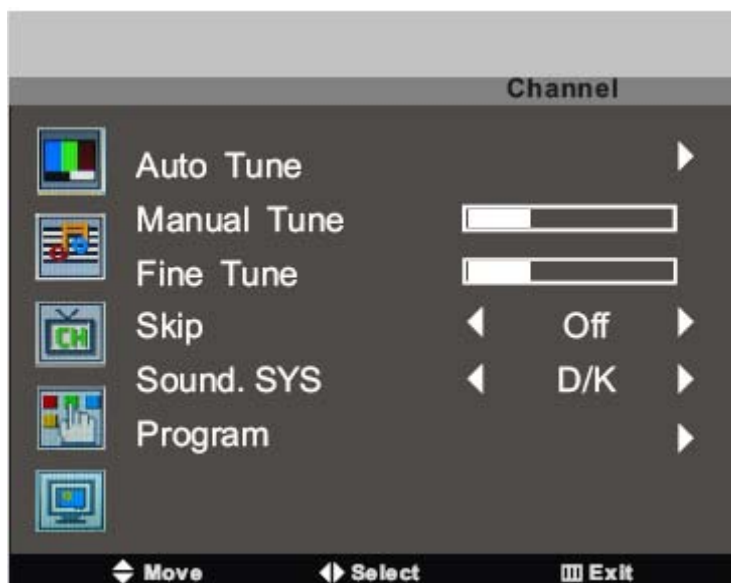 Channel
Auto Tune
Manual Tune
Fine Tune
Skip Off
Sound. SYS D/K
CH
Program
Move Select Exit